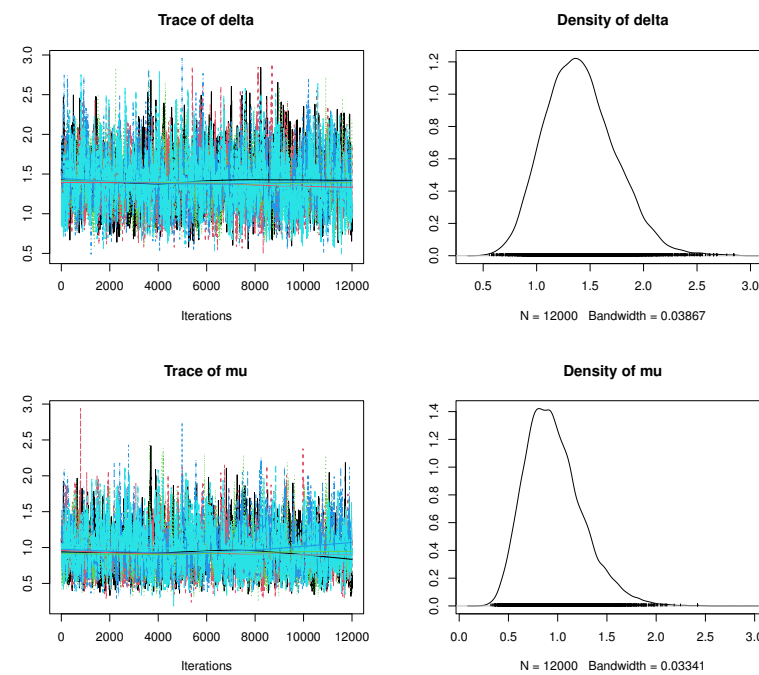 Trace of delta
0.5 1.0 1.5 2.0 2.5 3.0
0 2000 4000 6000 8000 10000 12000
Iterations
Density of delta
0.0 0.2 0.4 0.6 0.8 1.0 1.2
0.5 1.0 1.5 2.0 2.5 3.0
N = 12000 Bandwidth = 0.03867
Trace of mu
0.5 1.0 1.5 2.0 2.5 3.0
0 2000 4000 6000 8000 10000 12000
Iterations
Density of mu
0.0 0.2 0.4 0.6 0.8 1.0 1.2 1.4
0.0 0.5 1.0 1.5 2.0 2.5 3.0
N = 12000 Bandwidth = 0.03341